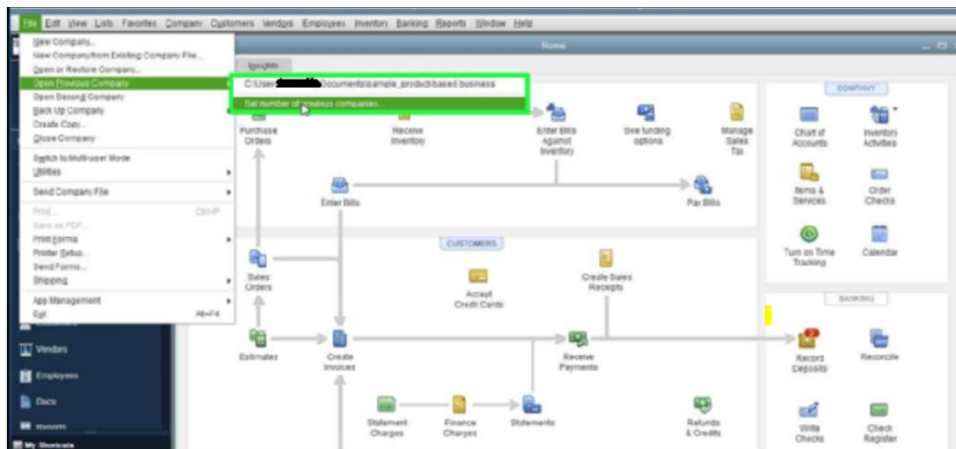 File Edit View Lists Favorites Company Customers Vendors Employees Inventory Banking Reports Window Help
Home
New Company...
New Company from Existing Company File...
Open or Restore Company...
Open Previous Company
Open Second Company
Back Up Company
Create Copy...
Close Company
Switch to Multi-user Mode
Utilities
Send Company File
Print... Ctrl+P
Save as PDF...
Print Forms
Printer Setup...
Send Forms...
Shipping
App Management
Exit Alt+F4
Insights
C:\Users Documents\sample_product-based business
Set number of previous companies...
Purchase
Orders
Receive
Inventory
Enter Bills
Against
Inventory
See funding
options
Manage
Sales
Tax
Enter Bills
Pay Bills
CUSTOMERS
Sales
Orders
Accept
Credit Cards
Create Sales
Receipts
Estimates
Create
Invoices
Receive
Payments
Statement
Charges
Finance
Charges
Statements
Refunds
& Credits
COMPANY
Chart of
Accounts
Inventory
Activities
Items &
Services
Order
Checks
Turn on Time
Tracking
Calendar
BANKING
Record
Deposits
Reconcile
Write
Checks
Check
Register
Vendors
Employees
Docs
My Shortcuts